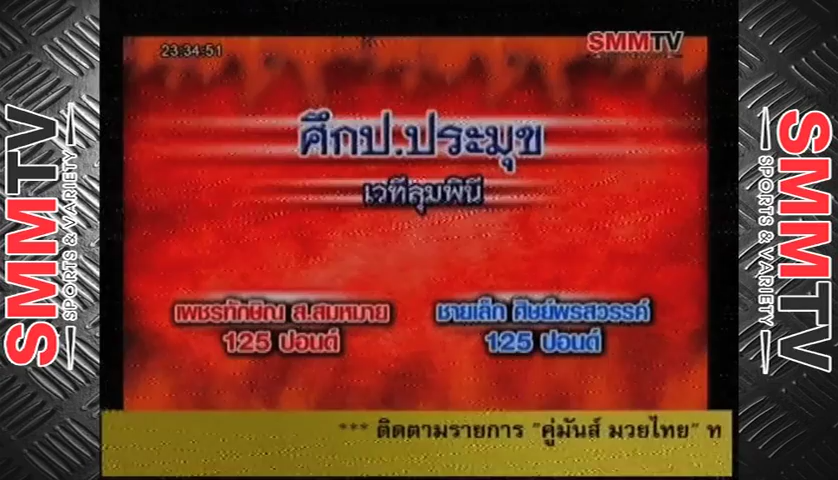 23:34:51
SMMTV
ศึกป.ประมุข
เวทีลุมพินี
เพชรทักษิณ ส.สมหมาย
125 ปอนด์
ชายเล็ก ศิษย์พรสวรรค์
125 ปอนด์
*** ติดตามรายการ "คู่มันส์ มวยไทย" ท
SMMTV
SPORTS & VARIETY
SMMTV
SPORTS & VARIETY